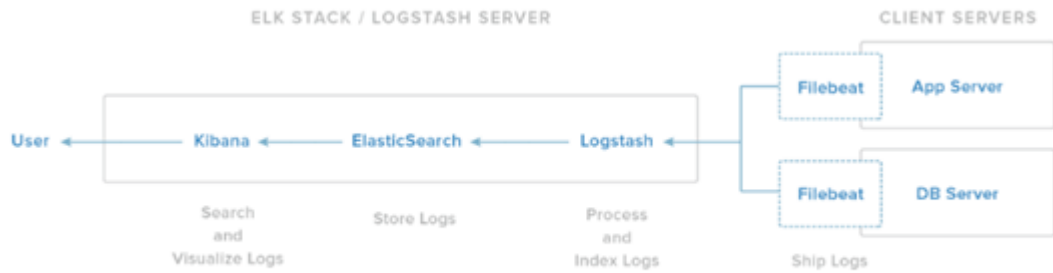 ELK STACK / LOGSTASH SERVER
CLIENT SERVERS
Filebeat
App Server
User
Kibana
ElasticSearch
Logstash
Filebeat
DB Server
Search
and
Visualize Logs
Store Logs
Process
and
Index Logs
Ship Logs